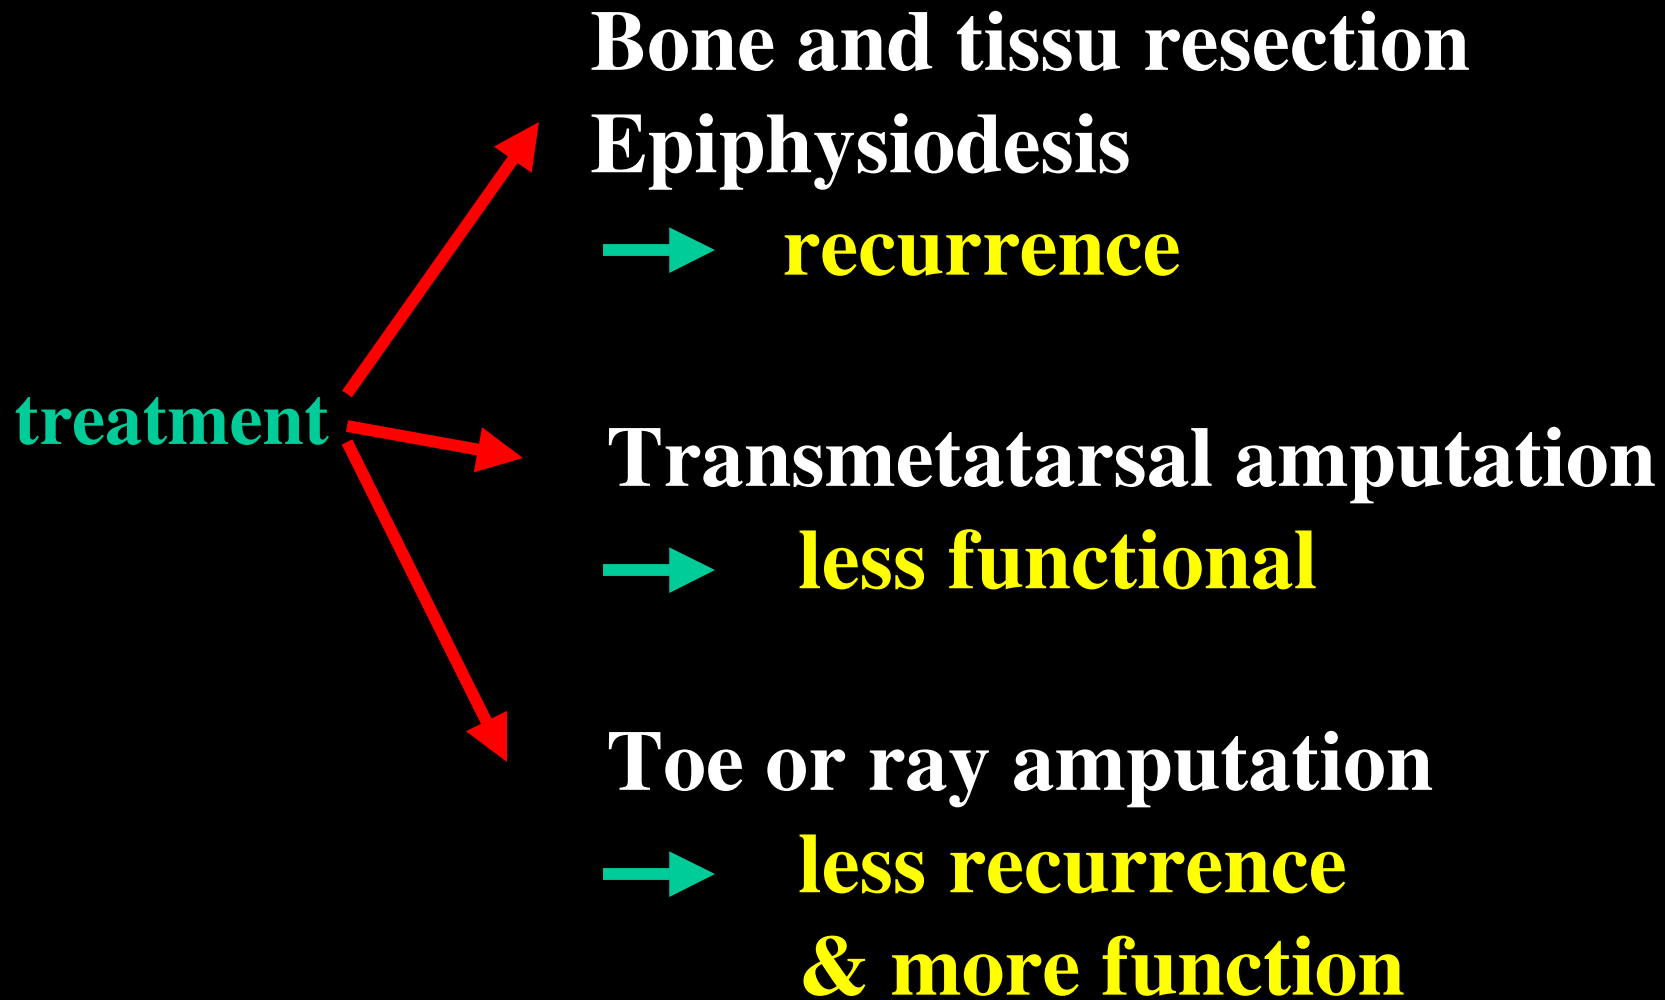 Bone and tissu resection
Epiphysiodesis
recurrence
treatment
Transmetatarsal amputation
less functional
Toe or ray amputation
less recurrence
& more function